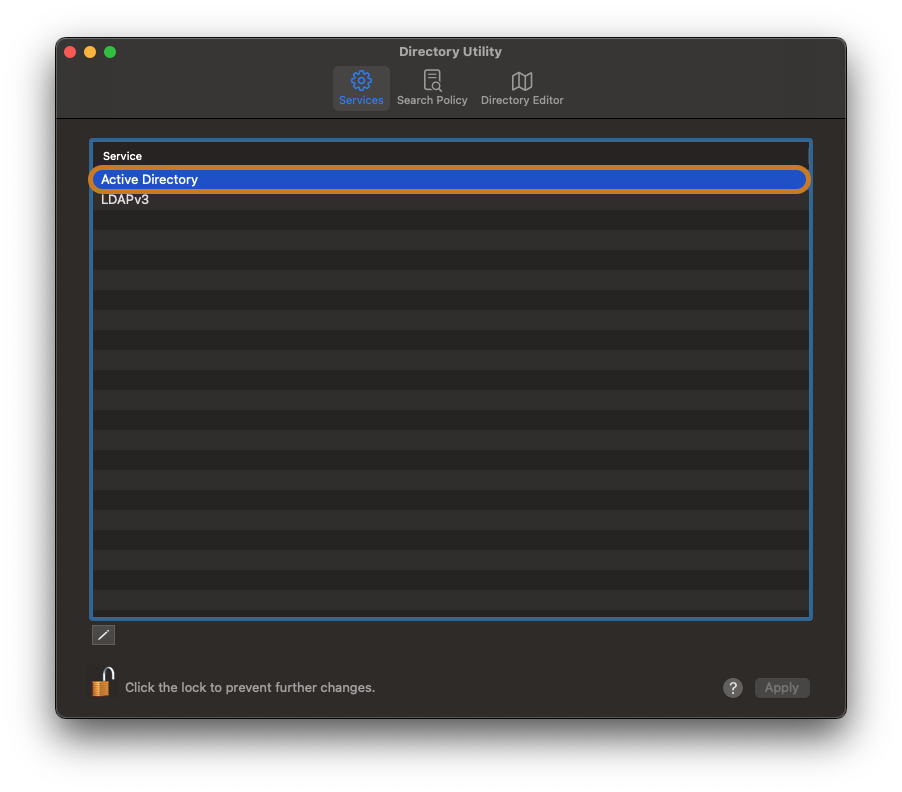 Directory Utility
Services Search Policy Directory Editor
Service
Active Directory
LDAPv3
Click the lock to prevent further changes.
? Apply